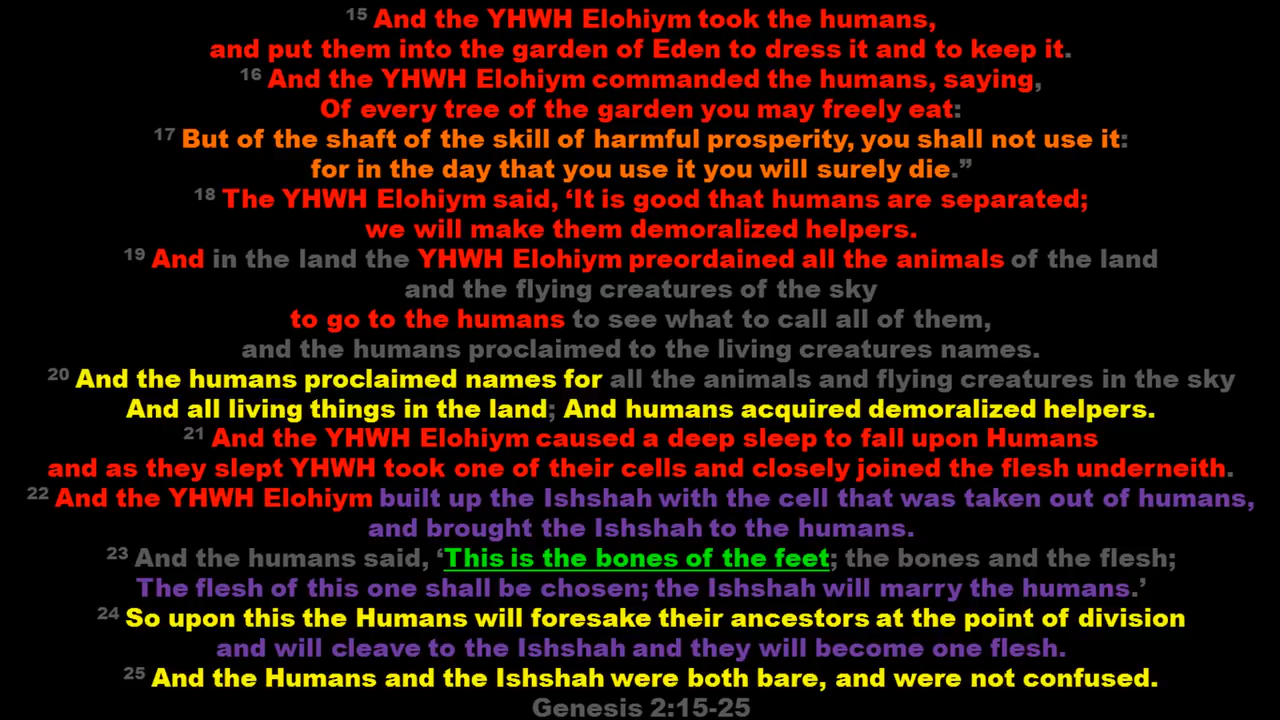 15 And the YHWH Elohiym took the humans,
and put them into the garden of Eden to dress it and to keep it.
16 And the YHWH Elohiym commanded the humans, saying,
Of every tree of the garden you may freely eat:
17 But of the shaft of the skill of harmful prosperity, you shall not use it:
for in the day that you use it you will surely die.”
18 The YHWH Elohiym said, ‘It is good that humans are separated;
we will make them demoralized helpers.
19 And in the land the YHWH Elohiym preordained all the animals of the land
and the flying creatures of the sky
to go to the humans to see what to call all of them,
and the humans proclaimed to the living creatures names.
20 And the humans proclaimed names for all the animals and flying creatures in the sky
And all living things in the land; And humans acquired demoralized helpers.
21 And the YHWH Elohiym caused a deep sleep to fall upon Humans
and as they slept YHWH took one of their cells and closely joined the flesh underneith.
22 And the YHWH Elohiym built up the Ishshah with the cell that was taken out of humans,
and brought the Ishshah to the humans.
23 And the humans said, ‘This is the bones of the feet; the bones and the flesh;
The flesh of this one shall be chosen; the Ishshah will marry the humans.’
24 So upon this the Humans will foresake their ancestors at the point of division
and will cleave to the Ishshah and they will become one flesh.
25 And the Humans and the Ishshah were both bare, and were not confused.
Genesis 2:15-25